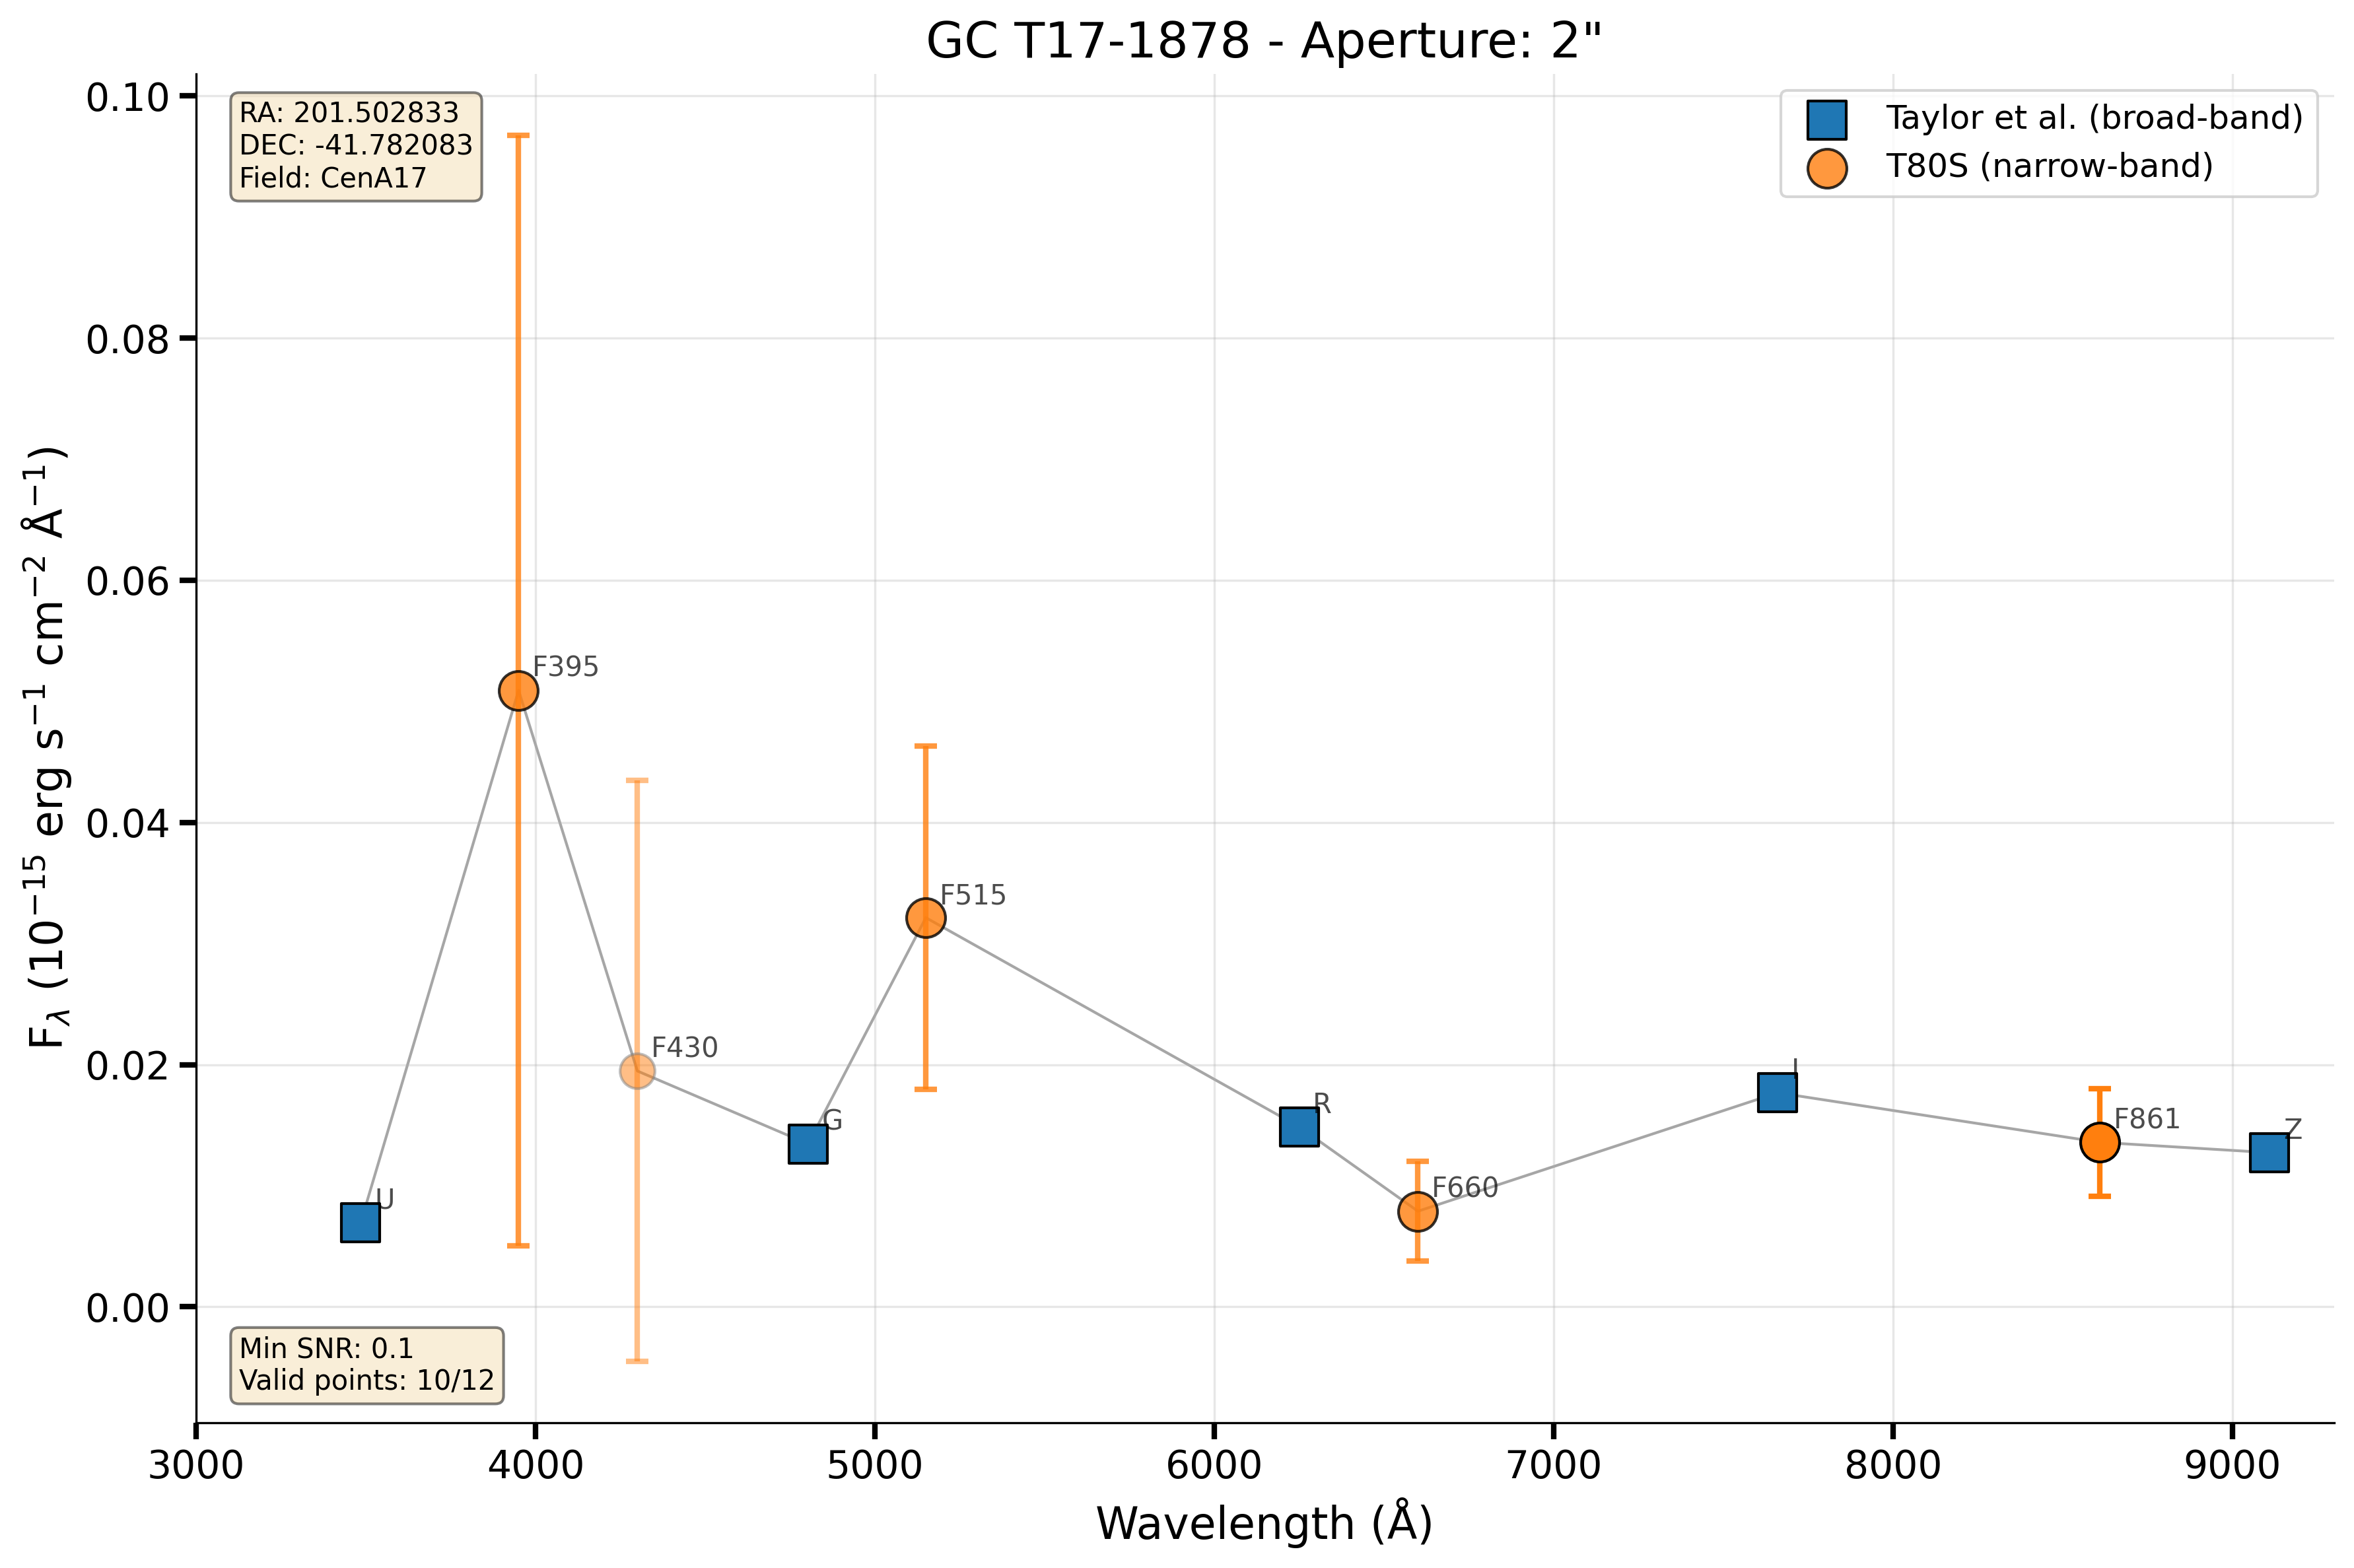 GC T17-1878 - Aperture: 2"
RA: 201.502833
DEC: -41.782083
Field: CenA17
Taylor et al. (broad-band)
T80S (narrow-band)
0.10
0.08
0.06
0.04
0.02
0.00
F$_{\lambda}$ (10$^{-15}$ erg s$^{-1}$ cm$^{-2}$ Å$^{-1}$)
U
F395
F430
G
F515
R
F660
I
F861
Z
Min SNR: 0.1
Valid points: 10/12
3000 4000 5000 6000 7000 8000 9000
Wavelength (Å)